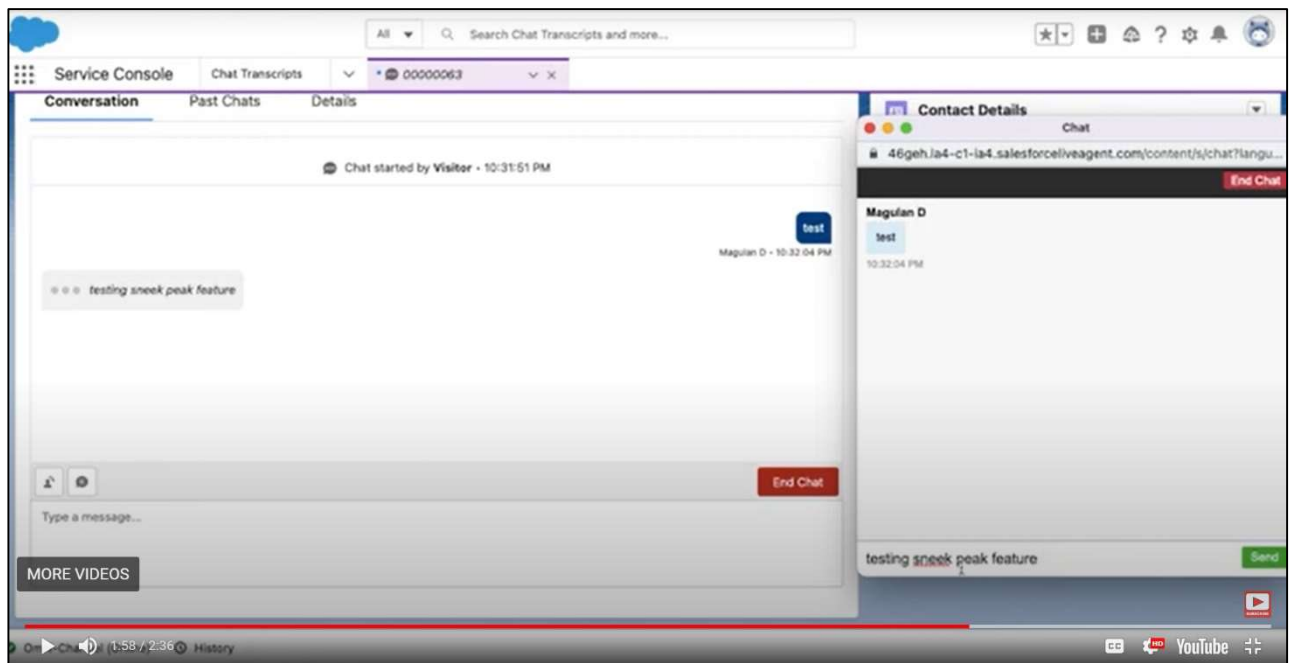 All
Search Chat Transcripts and more...
Service Console
Chat Transcripts
* 00000063
Conversation
Past Chats
Details
Chat started by Visitor • 10:31:51 PM
test
Magulan D • 10:32:04 PM
testing sneek peak feature
End Chat
Type a message...
Contact Details
Chat
46geh.la4-c1-ia4.salesforceliveagent.com/content/s/chat?langu...
End Chat
Magulan D
test
10:32:04 PM
testing sneek peak feature
Send
MORE VIDEOS
1:58 / 2:36
History
CC
HD
YouTube